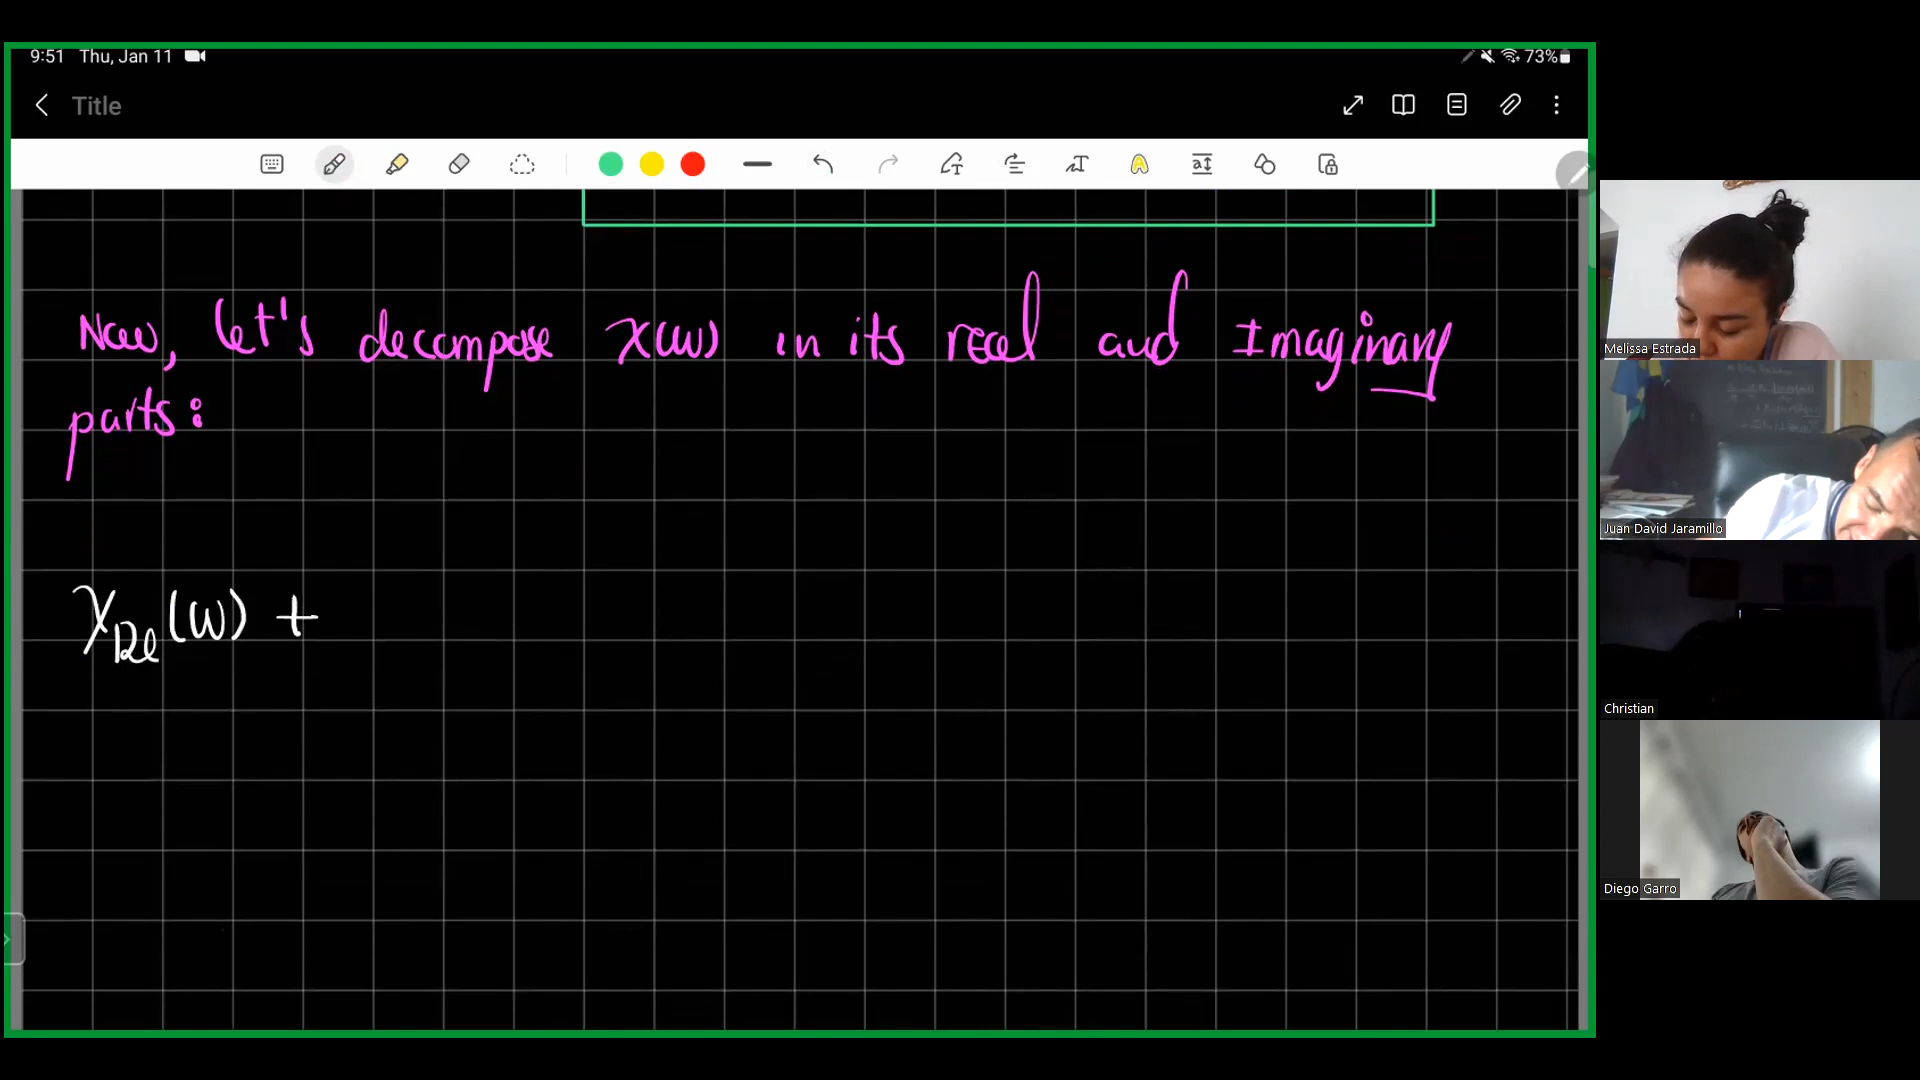 9:51 Thu, Jan 11
73%
Title
Now, let's decompose χ(ω) in its real and Imaginary
parts:
χRe(ω) +
Melissa Estrada
Juan David Jaramillo
Christian
Diego Garro